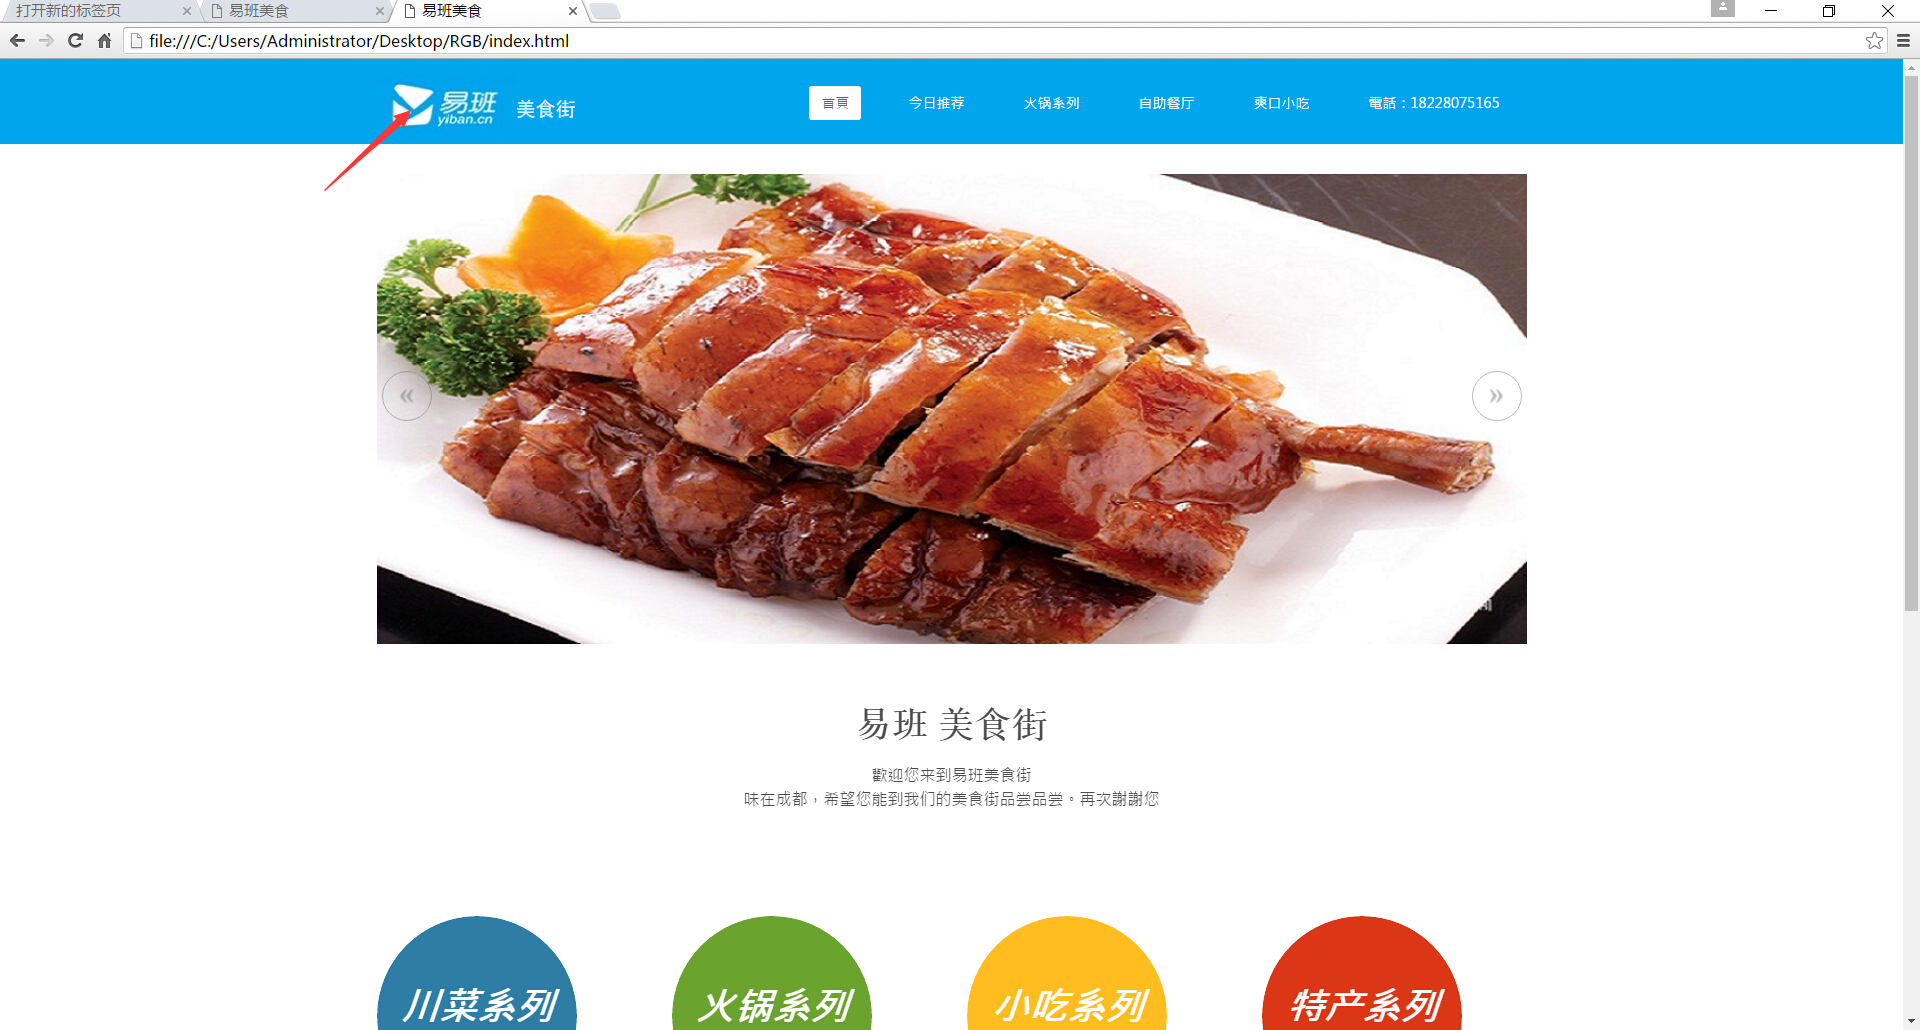 打开新的标签页
易班美食
易班美食
file:///C:/Users/Administrator/Desktop/RGB/index.html
易班
yiban.cn
美食街
首頁
今日推荐
火锅系列
自助餐厅
爽口小吃
電話：18228075165
«
»
易班 美食街
歡迎您来到易班美食街
味在成都，希望您能到我们的美食街品尝品尝。再次謝謝您
川菜系列
火锅系列
小吃系列
特产系列